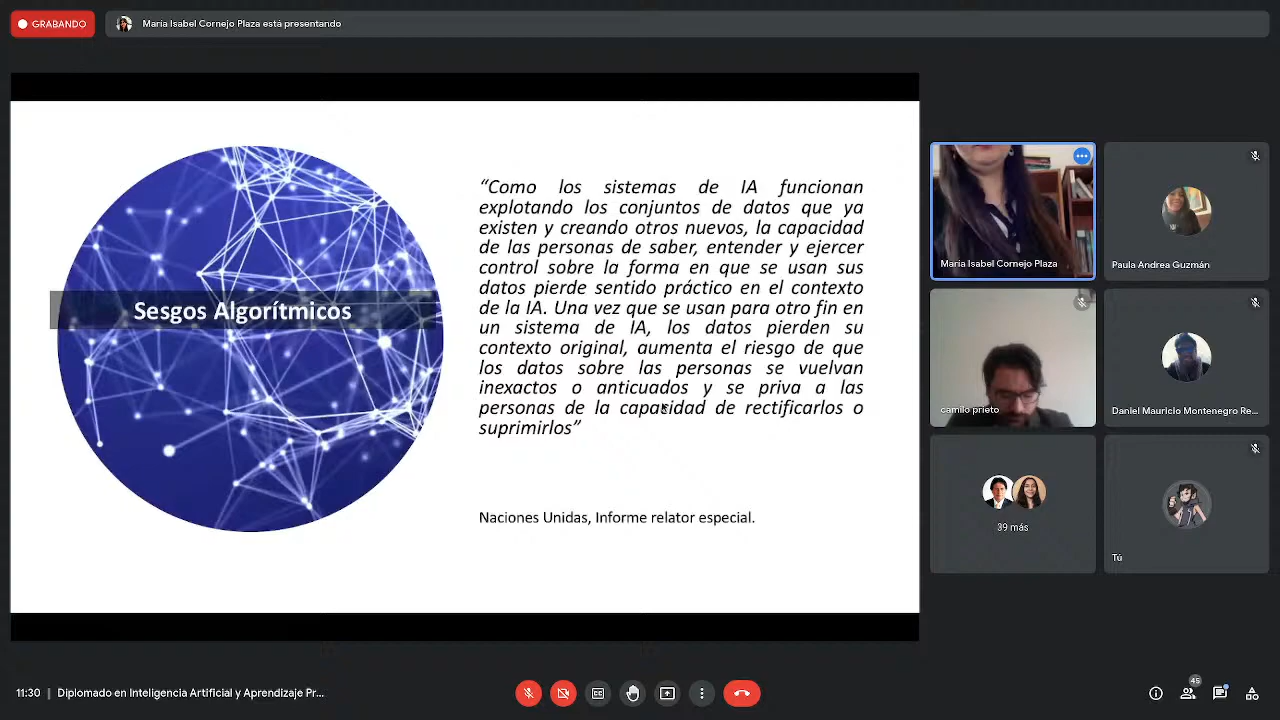 GRABANDO
María Isabel Cornejo Plaza está presentando
Sesgos Algorítmicos
“Como los sistemas de IA funcionan
explotando los conjuntos de datos que ya
existen y creando otros nuevos, la capacidad
de las personas de saber, entender y ejercer
control sobre la forma en que se usan sus
datos pierde sentido práctico en el contexto
de la IA. Una vez que se usan para otro fin en
un sistema de IA, los datos pierden su
contexto original, aumenta el riesgo de que
los datos sobre las personas se vuelvan
inexactos o anticuados y se priva a las
personas de la capacidad de rectificarlos o
suprimirlos”
Naciones Unidas, Informe relator especial.
María Isabel Cornejo Plaza
Paula Andrea Guzmán
camilo prieto
Daniel Mauricio Montenegro Re...
39 más
Tú
11:30 | Diplomado en Inteligencia Artificial y Aprendizaje Pr...
45